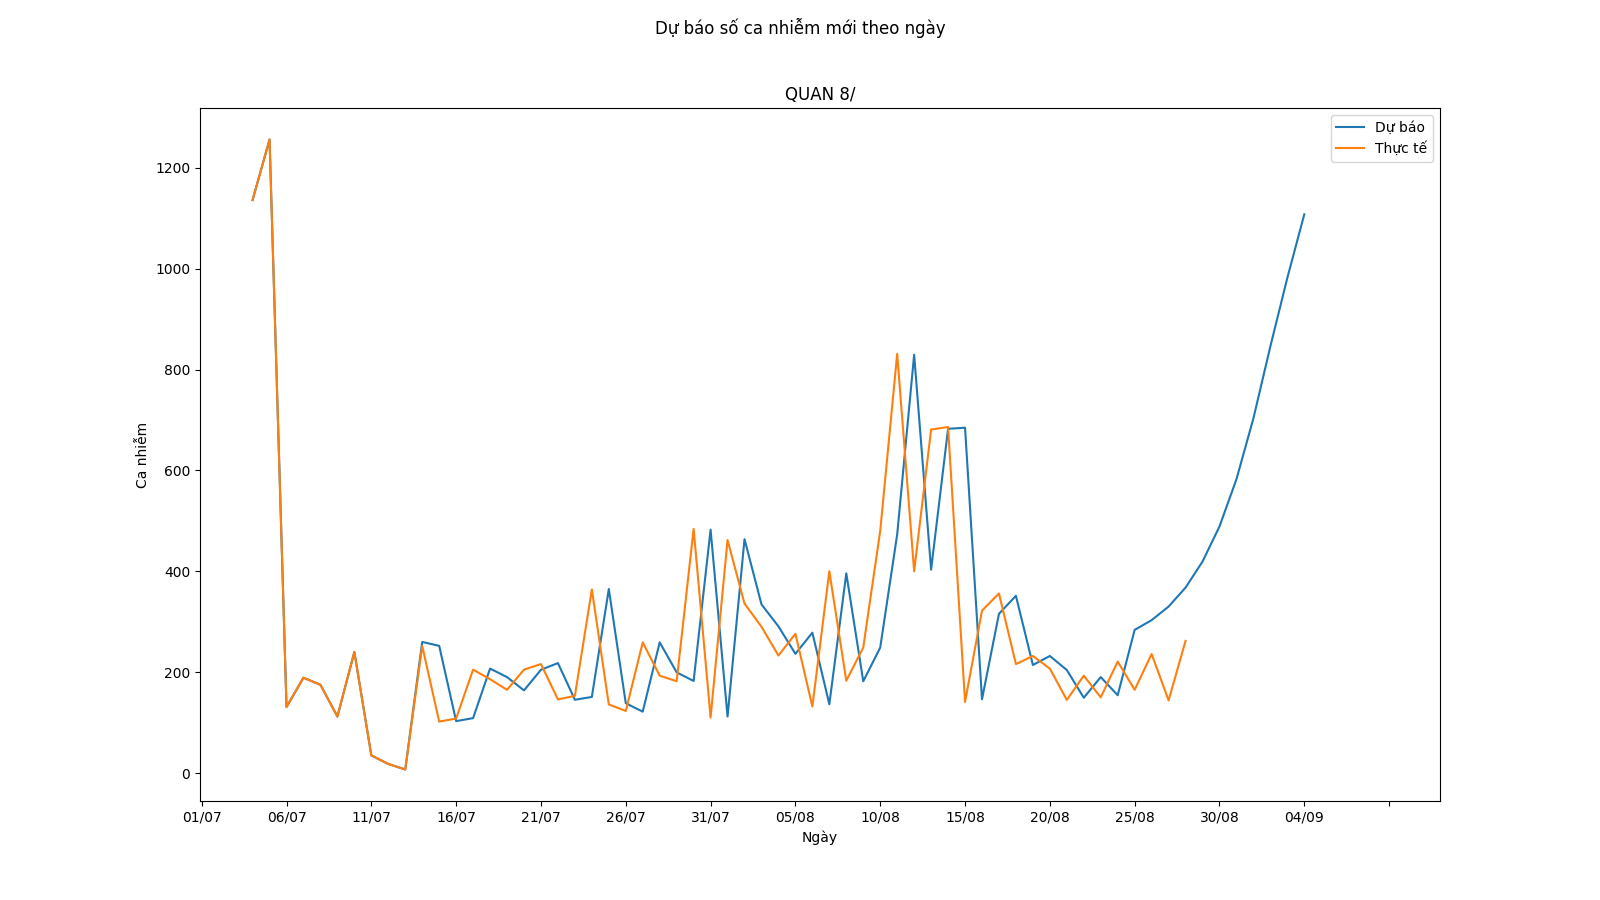 Dự báo số ca nhiễm mới theo ngày
QUAN 8/
Dự báo
Thực tế
1200
1000
800
600
400
200
0
Ca nhiễm
01/07 06/07 11/07 16/07 21/07 26/07 31/07 05/08 10/08 15/08 20/08 25/08 30/08 04/09
Ngày